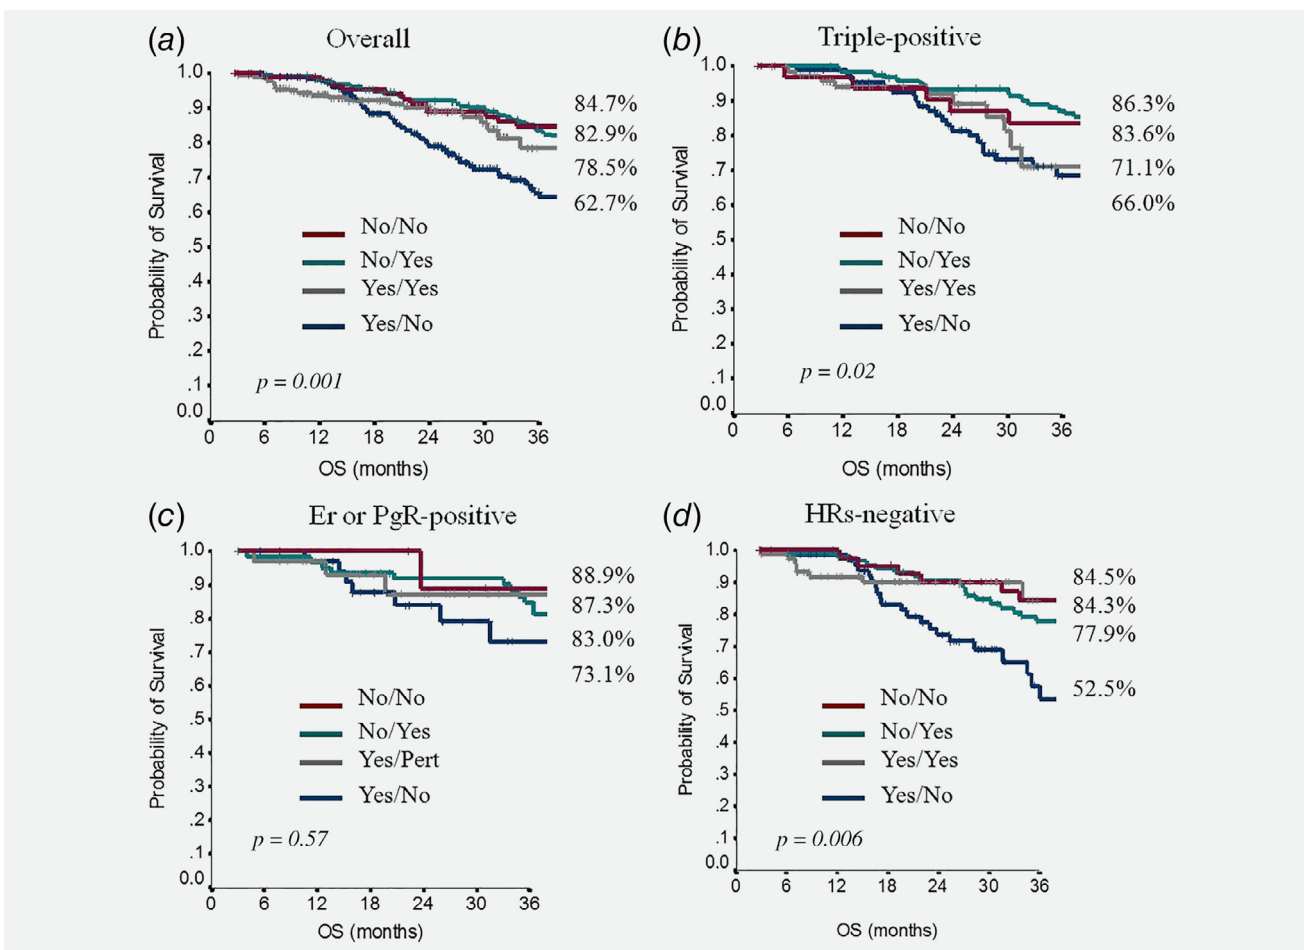 (a)
Overall
1.0
.9
.8
.7
.6
.5
.4
.3
.2
.1
0.0
Probability of Survival
84.7%
82.9%
78.5%
62.7%
No/No
No/Yes
Yes/Yes
Yes/No
p = 0.001
0 6 12 18 24 30 36
OS (months)
(b)
Triple-positive
1.0
.9
.8
.7
.6
.5
.4
.3
.2
.1
0.0
Probability of Survival
86.3%
83.6%
71.1%
66.0%
No/No
No/Yes
Yes/Yes
Yes/No
p = 0.02
0 6 12 18 24 30 36
OS (months)
(c)
Er or PgR-positive
1.0
.9
.8
.7
.6
.5
.4
.3
.2
.1
0.0
Probability of Survival
88.9%
87.3%
83.0%
73.1%
No/No
No/Yes
Yes/Pert
Yes/No
p = 0.57
0 6 12 18 24 30 36
OS (months)
(d)
HRs-negative
1.0
.9
.8
.7
.6
.5
.4
.3
.2
.1
0.0
Probability of Survival
84.5%
84.3%
77.9%
52.5%
No/No
No/Yes
Yes/Yes
Yes/No
p = 0.006
0 6 12 18 24 30 36
OS (months)